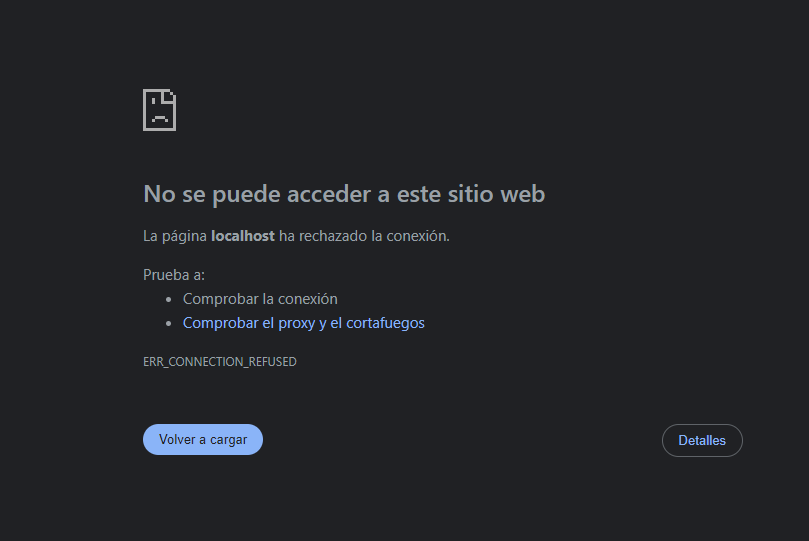 No se puede acceder a este sitio web
La página localhost ha rechazado la conexión.
Prueba a:
• Comprobar la conexión
• Comprobar el proxy y el cortafuegos
ERR_CONNECTION_REFUSED
Volver a cargar
Detalles